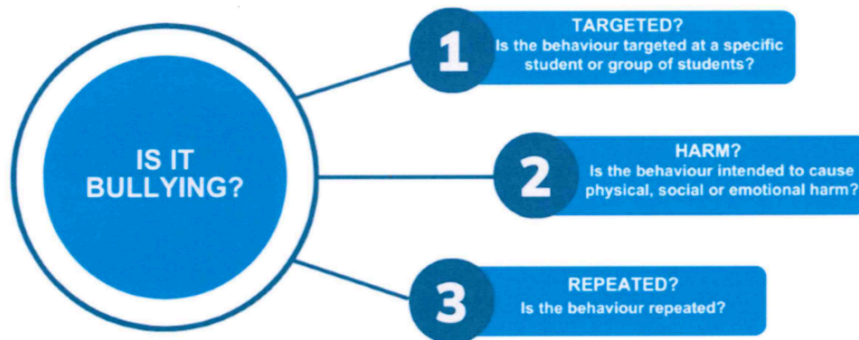 IS IT
BULLYING?
1
TARGETED?
Is the behaviour targeted at a specific
student or group of students?
2
HARM?
Is the behaviour intended to cause
physical, social or emotional harm?
3
REPEATED?
Is the behaviour repeated?